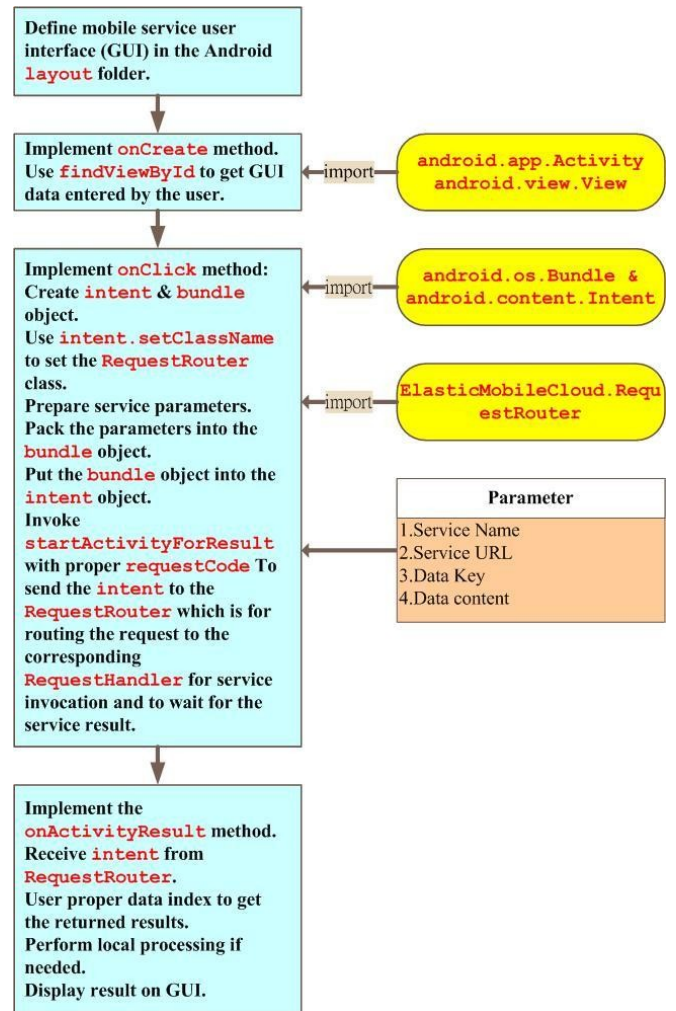 Define mobile service user
interface (GUI) in the Android
layout folder.
Implement onCreate method.
Use findViewById to get GUI
data entered by the user.
import
android.app.Activity
android.view.View
Implement onClick method:
Create intent & bundle
object.
Use intent.setClassName
to set the RequestRouter
class.
Prepare service parameters.
Pack the parameters into the
bundle object.
Put the bundle object into the
intent object.
Invoke
startActivityForResult
with proper requestCode To
send the intent to the
RequestRouter which is for
routing the request to the
corresponding
RequestHandler for service
invocation and to wait for the
service result.
import
android.os.Bundle &
android.content.Intent
import
ElasticMobileCloud.Requ
estRouter
Parameter
1.Service Name
2.Service URL
3.Data Key
4.Data content
Implement the
onActivityResult method.
Receive intent from
RequestRouter.
User proper data index to get
the returned results.
Perform local processing if
needed.
Display result on GUI.